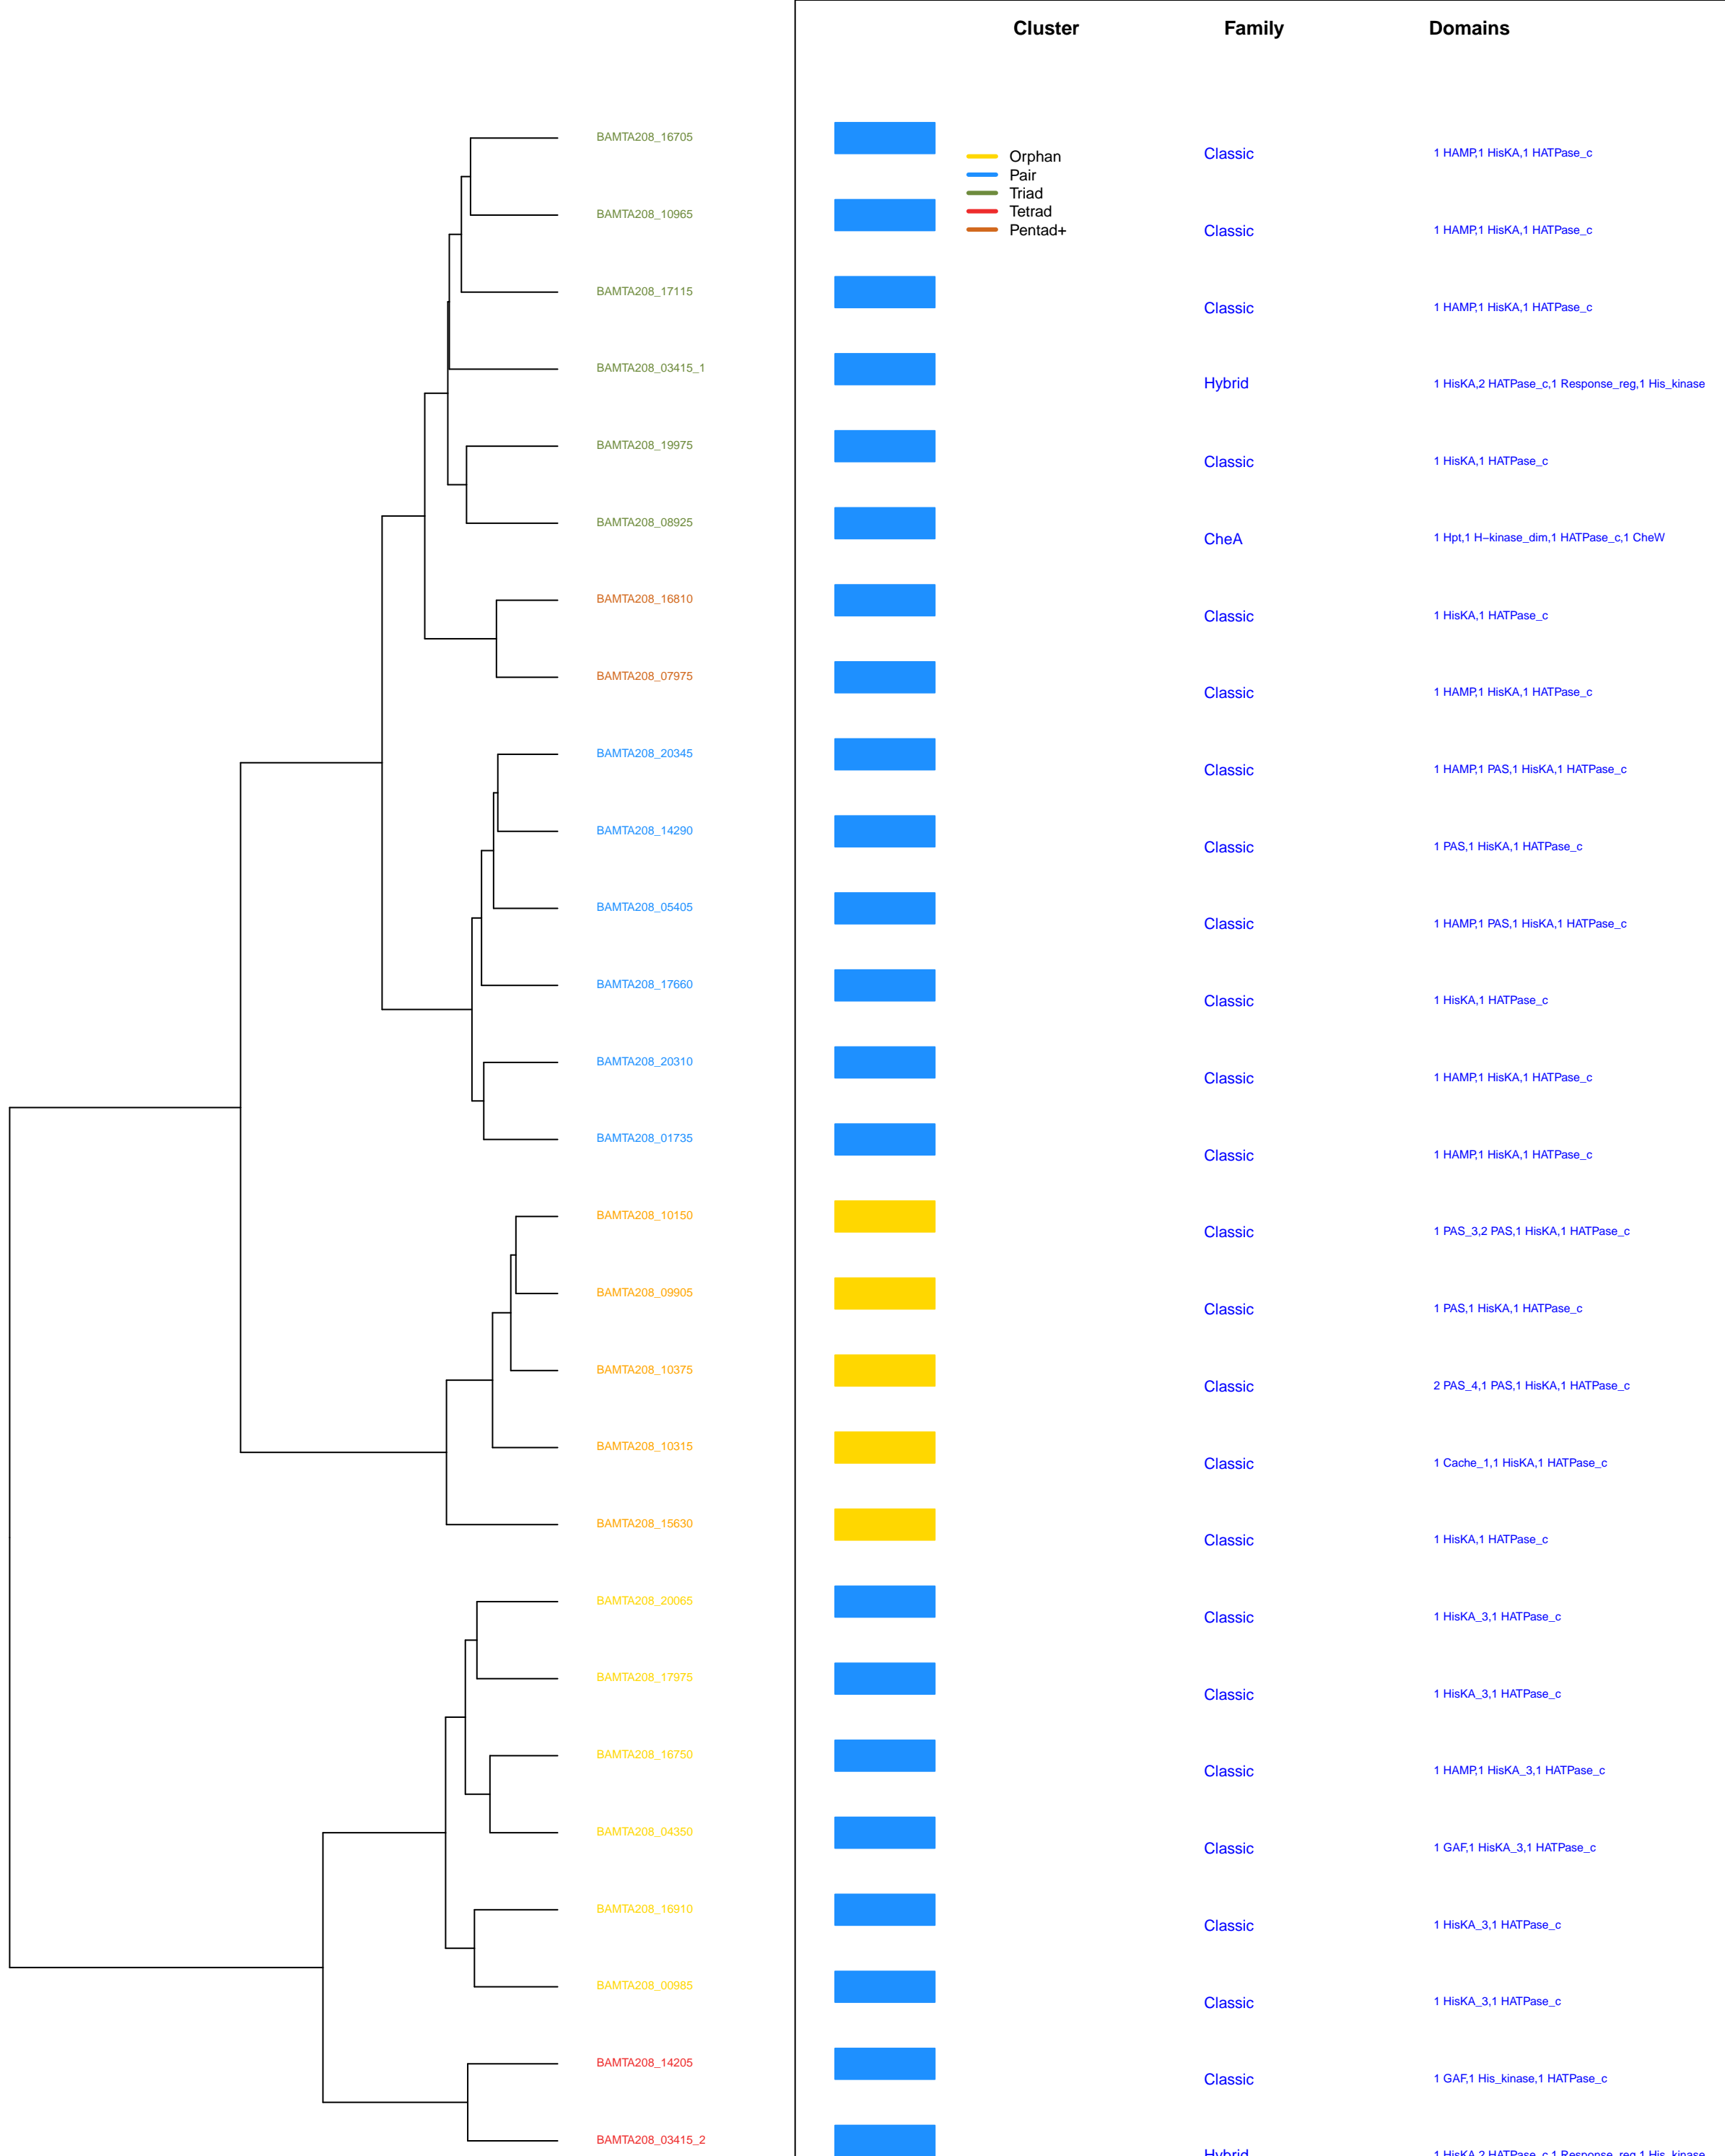 Cluster Family Domains
BAMTA208_16705 Classic 1 HAMP,1 HisKA,1 HATPase_c
Orphan
Pair
Triad
Tetrad
Pentad+
BAMTA208_10965 Classic 1 HAMP,1 HisKA,1 HATPase_c
BAMTA208_17115 Classic 1 HAMP,1 HisKA,1 HATPase_c
BAMTA208_03415_1 Hybrid 1 HisKA,2 HATPase_c,1 Response_reg,1 His_kinase
BAMTA208_19975 Classic 1 HisKA,1 HATPase_c
BAMTA208_08925 CheA 1 Hpt,1 H−kinase_dim,1 HATPase_c,1 CheW
BAMTA208_16810 Classic 1 HisKA,1 HATPase_c
BAMTA208_07975 Classic 1 HAMP,1 HisKA,1 HATPase_c
BAMTA208_20345 Classic 1 HAMP,1 PAS,1 HisKA,1 HATPase_c
BAMTA208_14290 Classic 1 PAS,1 HisKA,1 HATPase_c
BAMTA208_05405 Classic 1 HAMP,1 PAS,1 HisKA,1 HATPase_c
BAMTA208_17660 Classic 1 HisKA,1 HATPase_c
BAMTA208_20310 Classic 1 HAMP,1 HisKA,1 HATPase_c
BAMTA208_01735 Classic 1 HAMP,1 HisKA,1 HATPase_c
BAMTA208_10150 Classic 1 PAS_3,2 PAS,1 HisKA,1 HATPase_c
BAMTA208_09905 Classic 1 PAS,1 HisKA,1 HATPase_c
BAMTA208_10375 Classic 2 PAS_4,1 PAS,1 HisKA,1 HATPase_c
BAMTA208_10315 Classic 1 Cache_1,1 HisKA,1 HATPase_c
BAMTA208_15630 Classic 1 HisKA,1 HATPase_c
BAMTA208_20065 Classic 1 HisKA_3,1 HATPase_c
BAMTA208_17975 Classic 1 HisKA_3,1 HATPase_c
BAMTA208_16750 Classic 1 HAMP,1 HisKA_3,1 HATPase_c
BAMTA208_04350 Classic 1 GAF,1 HisKA_3,1 HATPase_c
BAMTA208_16910 Classic 1 HisKA_3,1 HATPase_c
BAMTA208_00985 Classic 1 HisKA_3,1 HATPase_c
BAMTA208_14205 Classic 1 GAF,1 His_kinase,1 HATPase_c
BAMTA208_03415_2 Hybrid 1 HisKA,2 HATPase_c,1 Response_reg,1 His_kinase